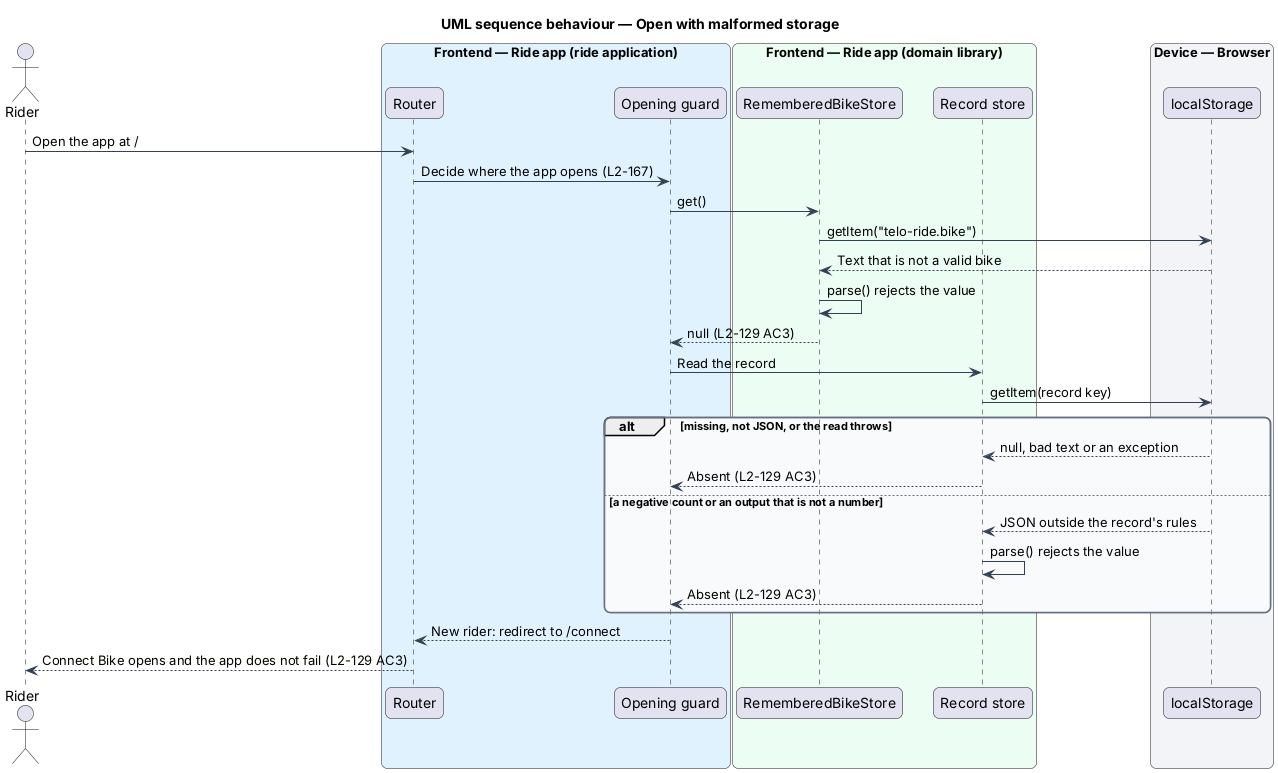 UML sequence behaviour — Open with malformed storage
Frontend — Ride app (ride application)
Frontend — Ride app (domain library)
Device — Browser
Rider
Router
Opening guard
RememberedBikeStore
Record store
localStorage
Open the app at /
Decide where the app opens (L2-167)
get()
getItem("telo-ride.bike")
Text that is not a valid bike
parse() rejects the value
null (L2-129 AC3)
Read the record
getItem(record key)
alt
[missing, not JSON, or the read throws]
null, bad text or an exception
Absent (L2-129 AC3)
[a negative count or an output that is not a number]
JSON outside the record's rules
parse() rejects the value
Absent (L2-129 AC3)
New rider: redirect to /connect
Connect Bike opens and the app does not fail (L2-129 AC3)
Rider
Router
Opening guard
RememberedBikeStore
Record store
localStorage